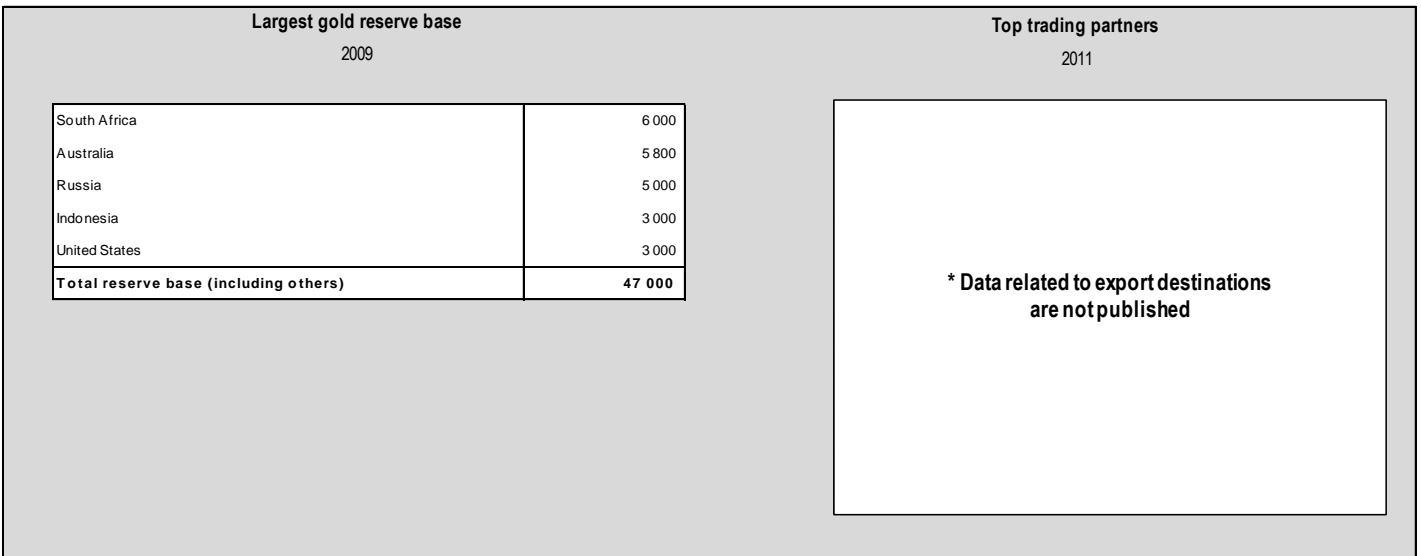 Largest gold reserve base
2009
South Africa 6 000
Australia 5 800
Russia 5 000
Indonesia 3 000
United States 3 000
Total reserve base (including others) 47 000
Top trading partners
2011
* Data related to export destinations
are not published